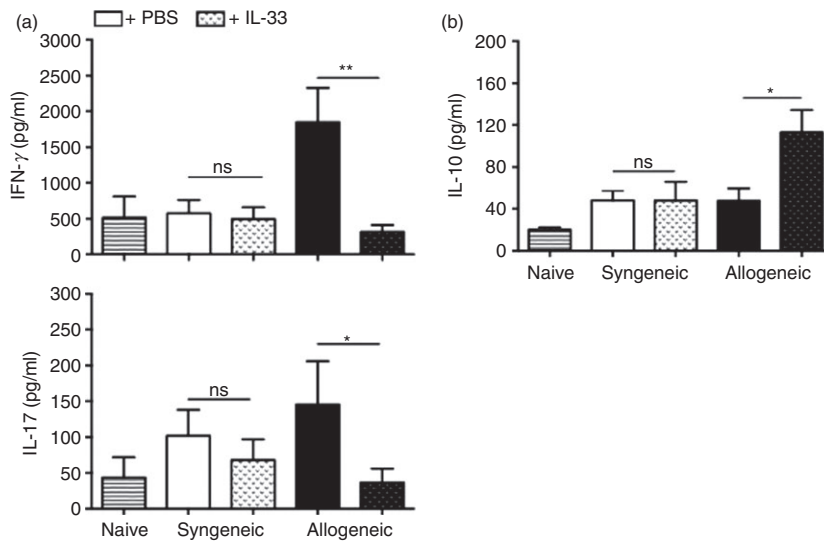 (a)
+ PBS + IL-33
3000
2500
2000
1500
1000
500
0
IFN-γ (pg/ml)
ns
**
300
250
200
150
100
50
0
IL-17 (pg/ml)
ns
*
Naive Syngeneic Allogeneic
(b)
200
160
120
80
40
0
IL-10 (pg/ml)
ns
*
Naive Syngeneic Allogeneic